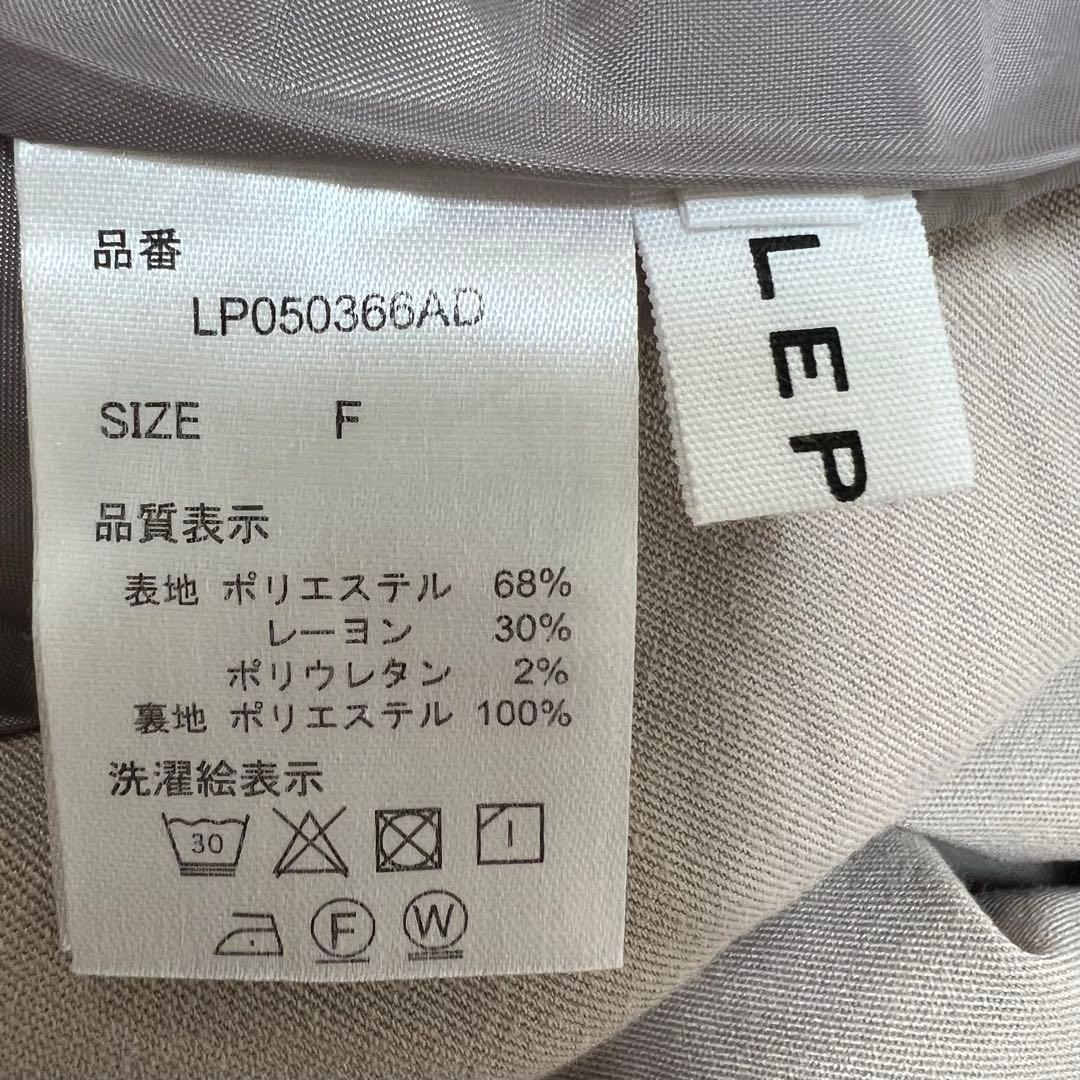 品番
LP050366AD
SIZE F
品質表示
表地 ポリエステル 68%
レーヨン 30%
ポリウレタン 2%
裏地 ポリエステル 100%
洗濯絵表示
30
F
W
LEP